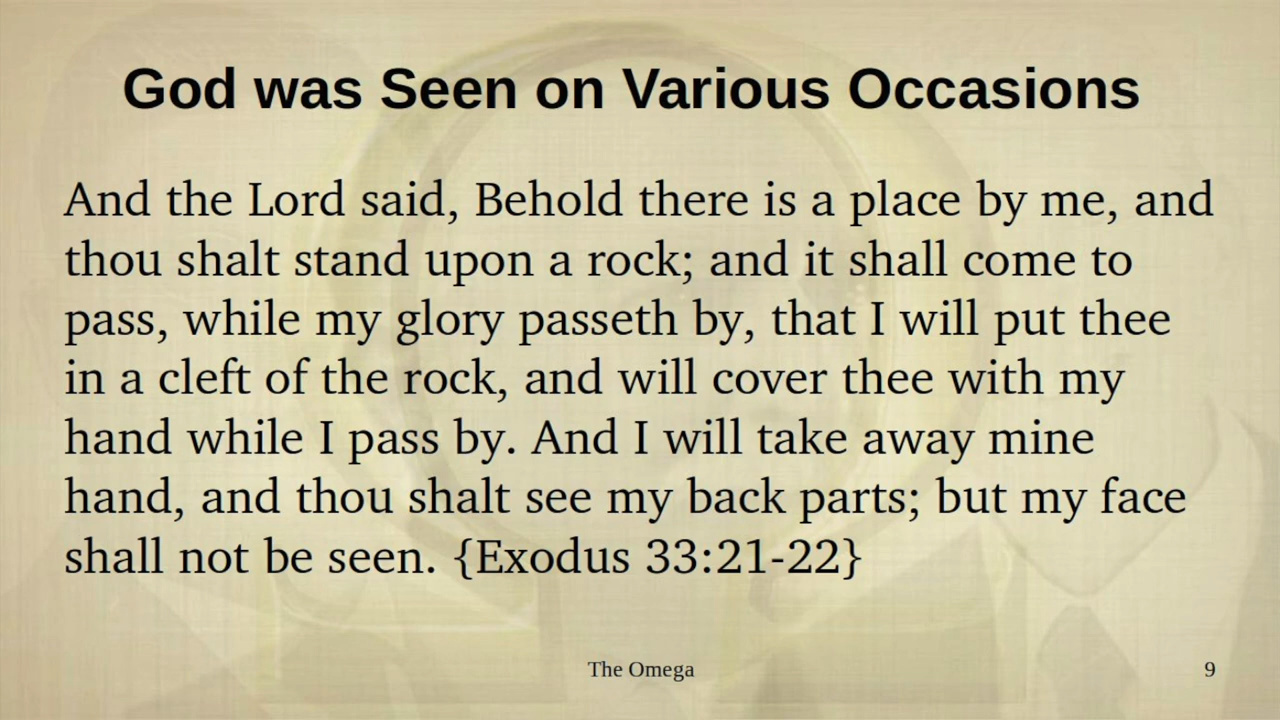 God was Seen on Various Occasions
And the Lord said, Behold there is a place by me, and
thou shalt stand upon a rock; and it shall come to
pass, while my glory passeth by, that I will put thee
in a cleft of the rock, and will cover thee with my
hand while I pass by. And I will take away mine
hand, and thou shalt see my back parts; but my face
shall not be seen. {Exodus 33:21-22}
The Omega
9